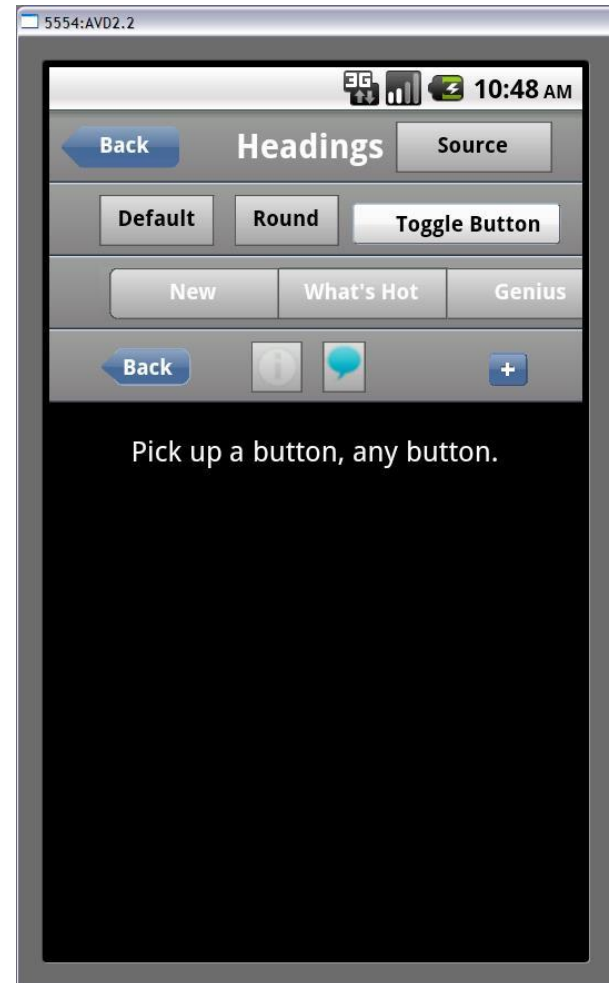 5554:AVD2.2
3G 10:48 AM
Back Headings Source
Default Round Toggle Button
New What's Hot Genius
Back i +
Pick up a button, any button.